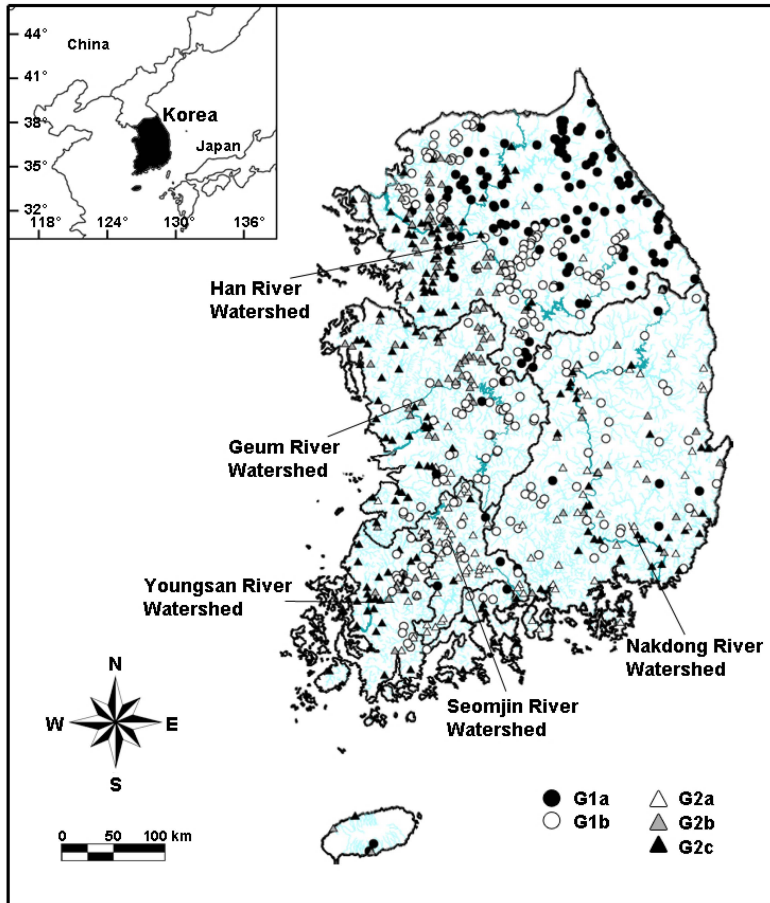 44°
China
41°
Korea
38°
Japan
35°
32°
118°
124°
130°
136°
Han River
Watershed
Geum River
Watershed
Youngsan River
Watershed
Nakdong River
Watershed
Seomjin River
Watershed
N
W
E
S
0 50 100 km
G1a
G1b
G2a
G2b
G2c